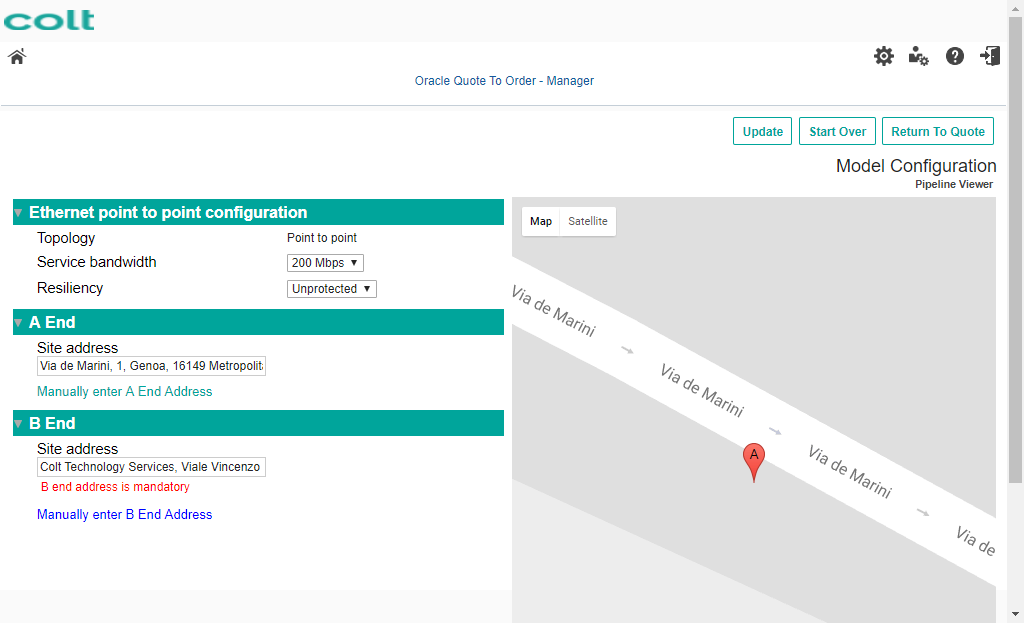 colt
Oracle Quote To Order - Manager
Update
Start Over
Return To Quote
Model Configuration
Pipeline Viewer
Ethernet point to point configuration
Topology
Point to point
Service bandwidth
200 Mbps
Resiliency
Unprotected
A End
Site address
Via de Marini, 1, Genoa, 16149 Metropolit
Manually enter A End Address
B End
Site address
Colt Technology Services, Viale Vincenzo
B end address is mandatory
Manually enter B End Address
Map
Satellite
Via de Marini
Via de Marini
A
Via de Marini
Via de